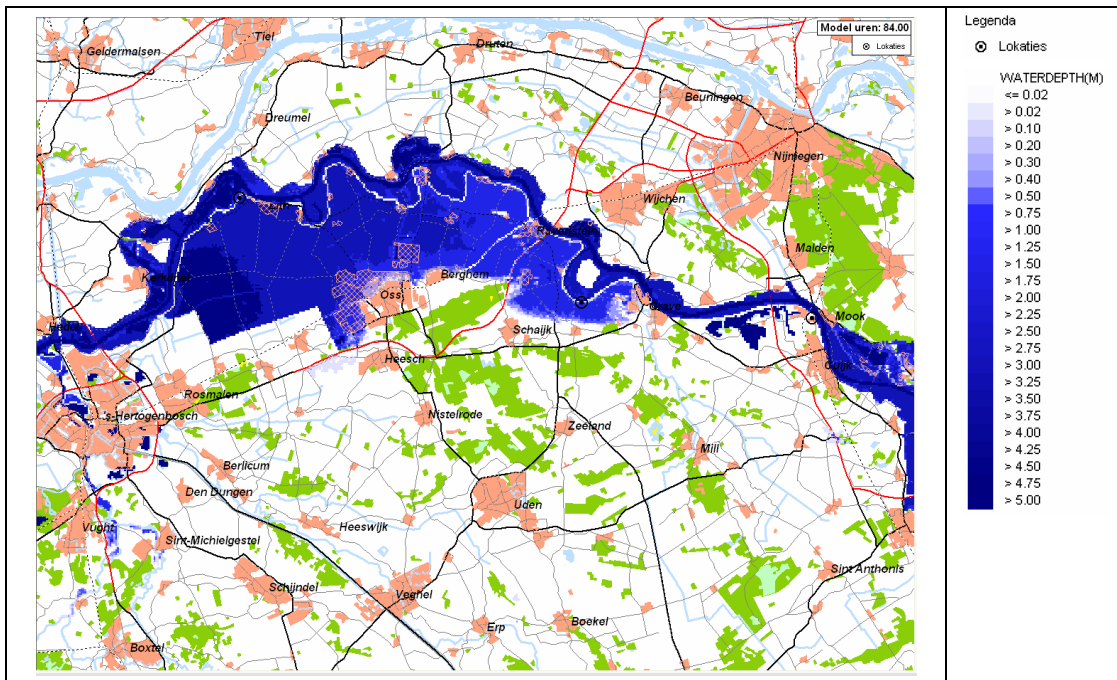 Model uren: 84.00
Lokaties
Tiel
Geldermalsen
Druten
Beuningen
Dreumel
Nijmegen
Wijchen
Ravenstein
Malden
Kerkdriel
Berghem
Oss
Grave
Mook
Hedel
Schaijk
Heesch
Cuijk
Rosmalen
's-Hertogenbosch
Nistelrode
Zeeland
Mill
Berlicum
Den Dungen
Uden
Vught
Heeswijk
Sint-Michielgestel
Sint Anthonis
Schijndel
Veghel
Erp
Boekel
Boxtel
Legenda
Lokaties
WATERDEPTH(M)
<= 0.02
> 0.02
> 0.10
> 0.20
> 0.30
> 0.40
> 0.50
> 0.75
> 1.00
> 1.25
> 1.75
> 2.00
> 2.25
> 2.50
> 2.75
> 3.00
> 3.25
> 3.50
> 3.75
> 4.00
> 4.25
> 4.50
> 4.75
> 5.00